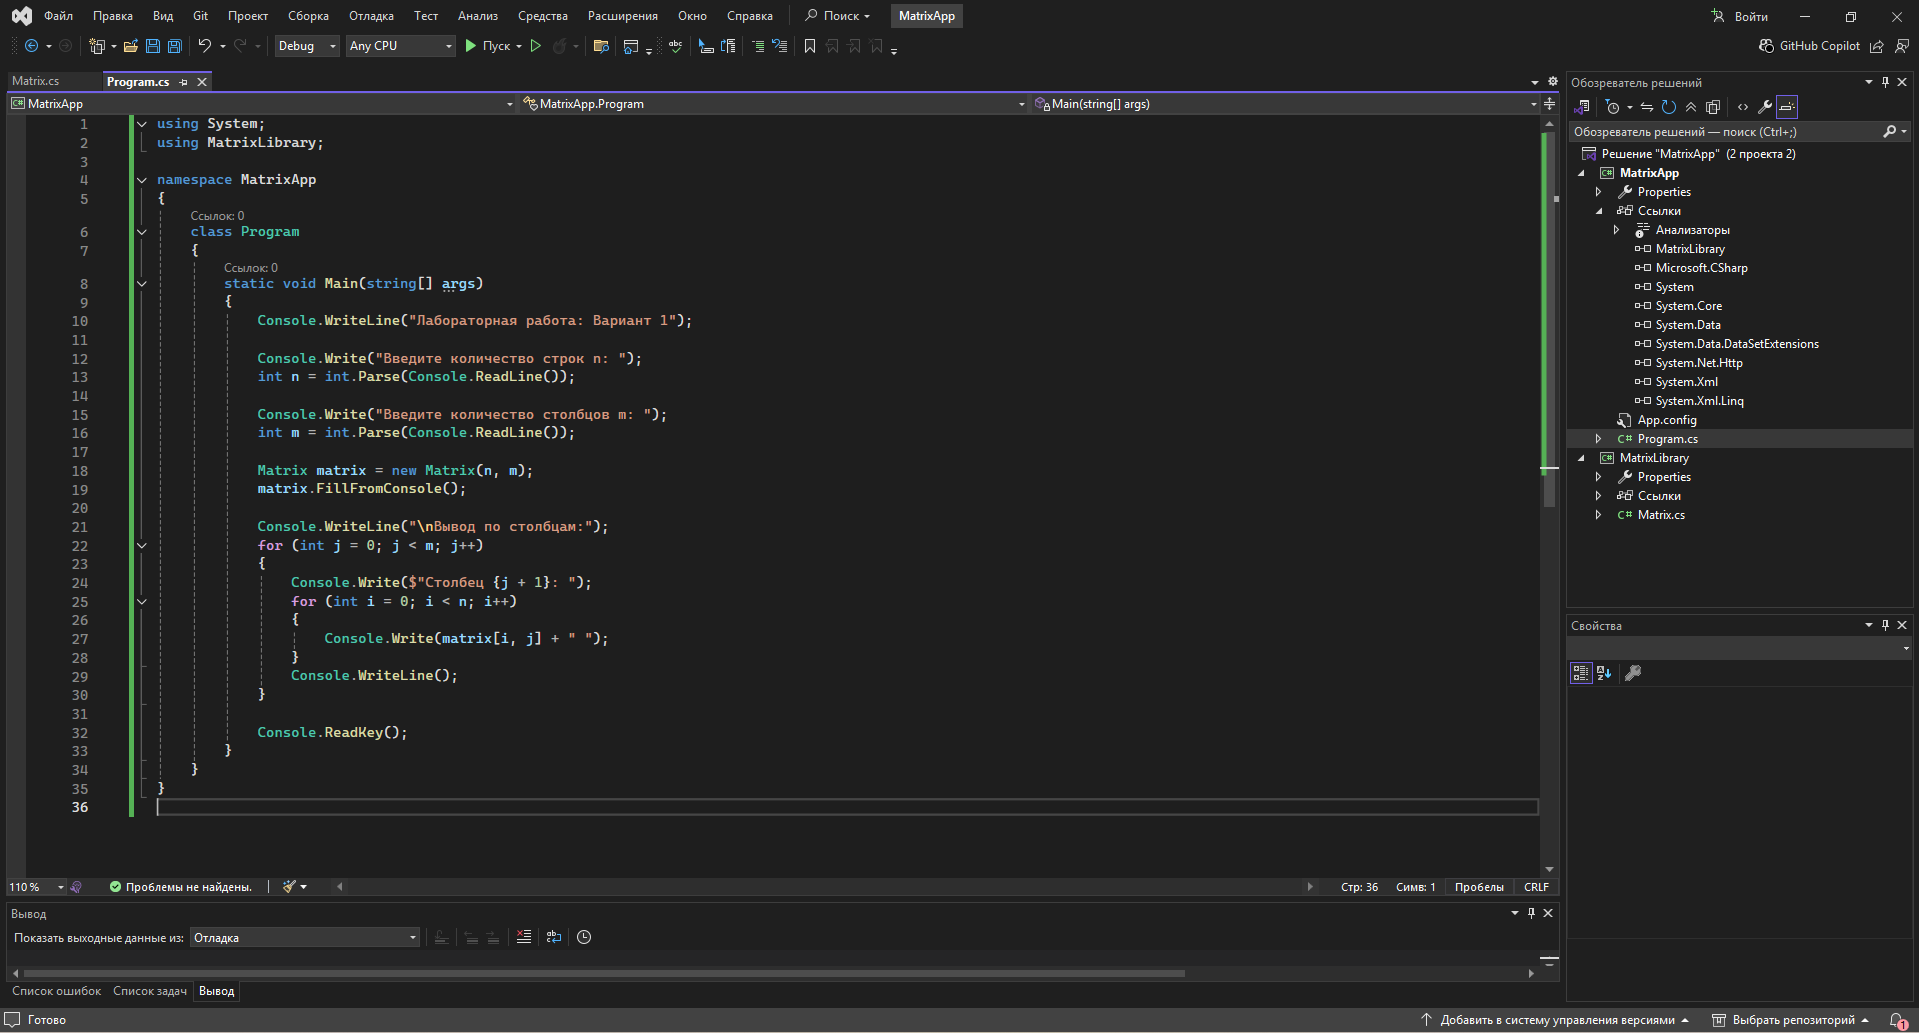 Файл Правка Вид Git Проект Сборка Отладка Тест Анализ Средства Расширения Окно Справка Поиск MatrixApp Войти
Debug Any CPU Пуск GitHub Copilot
Matrix.cs Program.cs
MatrixApp MatrixApp.Program Main(string[] args)
1 using System;
2 using MatrixLibrary;
3
4 namespace MatrixApp
5 {
Ссылок: 0
6 class Program
7 {
Ссылок: 0
8 static void Main(string[] args)
9 {
10 Console.WriteLine("Лабораторная работа: Вариант 1");
11
12 Console.Write("Введите количество строк n: ");
13 int n = int.Parse(Console.ReadLine());
14
15 Console.Write("Введите количество столбцов m: ");
16 int m = int.Parse(Console.ReadLine());
17
18 Matrix matrix = new Matrix(n, m);
19 matrix.FillFromConsole();
20
21 Console.WriteLine("\nВывод по столбцам:");
22 for (int j = 0; j < m; j++)
23 {
24 Console.Write($"Столбец {j + 1}: ");
25 for (int i = 0; i < n; i++)
26 {
27 Console.Write(matrix[i, j] + " ");
28 }
29 Console.WriteLine();
30 }
31
32 Console.ReadKey();
33 }
34 }
35 }
36
110 % Проблемы не найдены. Стр: 36 Симв: 1 Пробелы CRLF
Вывод
Показать выходные данные из: Отладка
Список ошибок Список задач Вывод
Обозреватель решений
Обозреватель решений — поиск (Ctrl+;)
Решение "MatrixApp" (2 проекта 2)
MatrixApp
Properties
Ссылки
Анализаторы
MatrixLibrary
Microsoft.CSharp
System
System.Core
System.Data
System.Data.DataSetExtensions
System.Net.Http
System.Xml
System.Xml.Linq
App.config
C# Program.cs
MatrixLibrary
Properties
Ссылки
C# Matrix.cs
Свойства
Готово Добавить в систему управления версиями Выбрать репозиторий 1